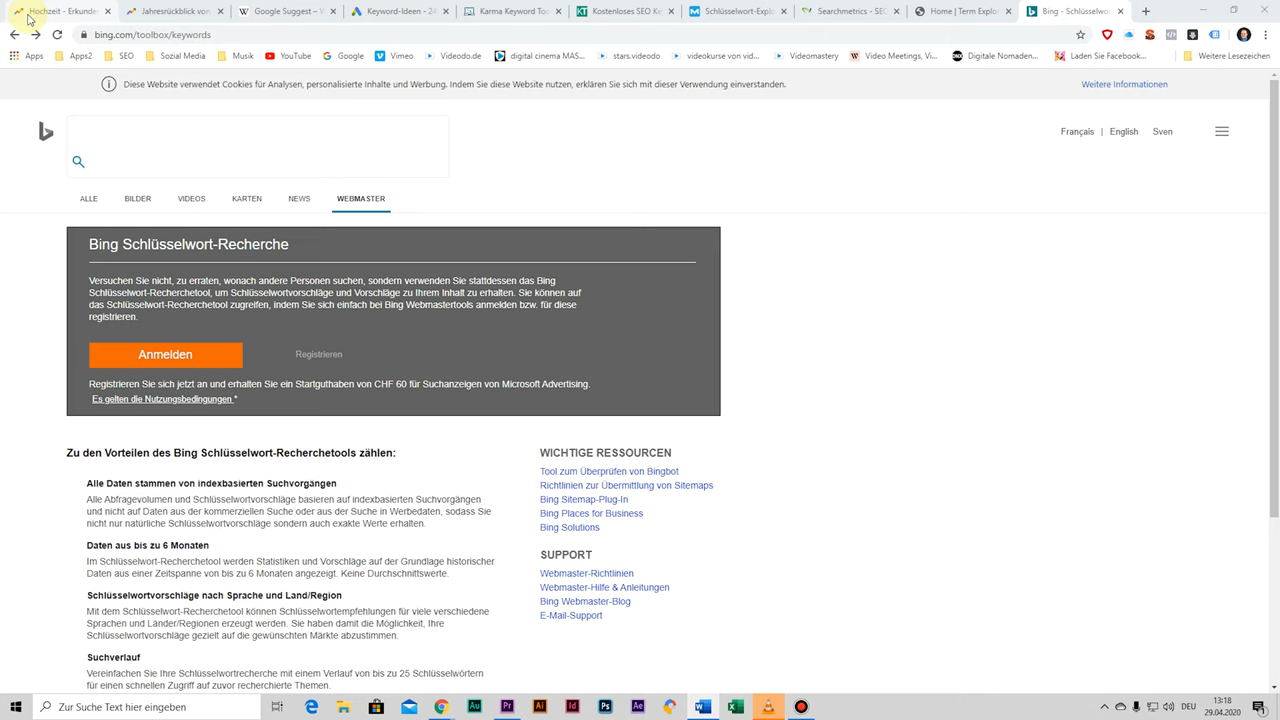 Hochzeit - Erkunden
Jahresrückblick von
Google Suggest –
Keyword-Ideen - 24
Karma Keyword Too
Kostenloses SEO Ke
Schlüsselwort-Explo
Searchmetrics - SEO
Home | Term Explor
Bing - Schlüsselwort
bing.com/toolbox/keywords
Apps
Apps2
SEO
Sozial Media
Musik
YouTube
Google
Vimeo
Videodo.de
digital cinema MAS...
stars.videodo
videokurse von vid...
Videomastery
Video Meetings, Vi...
Digitale Nomaden...
Laden Sie Facebook...
Weitere Lesezeichen
Diese Website verwendet Cookies für Analysen, personalisierte Inhalte und Werbung. Indem Sie diese Website nutzen, erklären Sie sich mit dieser Verwendung einverstanden.
Weitere Informationen
Français | English Sven
ALLE BILDER VIDEOS KARTEN NEWS WEBMASTER
Bing Schlüsselwort-Recherche
Versuchen Sie nicht, zu erraten, wonach andere Personen suchen, sondern verwenden Sie stattdessen das Bing
Schlüsselwort-Recherchetool, um Schlüsselwortvorschläge und Vorschläge zu Ihrem Inhalt zu erhalten. Sie können auf
das Schlüsselwort-Recherchetool zugreifen, indem Sie sich einfach bei Bing Webmastertools anmelden bzw. für diese
registrieren.
Anmelden
Registrieren
Registrieren Sie sich jetzt an und erhalten Sie ein Startguthaben von CHF 60 für Suchanzeigen von Microsoft Advertising.
Es gelten die Nutzungsbedingungen *
Zu den Vorteilen des Bing Schlüsselwort-Recherchetools zählen:
Alle Daten stammen von indexbasierten Suchvorgängen
Alle Abfragevolumen und Schlüsselwortvorschläge basieren auf indexbasierten Suchvorgängen
und nicht auf Daten aus der kommerziellen Suche oder aus der Suche in Werbedaten, sodass Sie
nicht nur natürliche Schlüsselwortvorschläge sondern auch exakte Werte erhalten.
Daten aus bis zu 6 Monaten
Im Schlüsselwort-Recherchetool werden Statistiken und Vorschläge auf der Grundlage historischer
Daten aus einer Zeitspanne von bis zu 6 Monaten angezeigt. Keine Durchschnittswerte.
Schlüsselwortvorschläge nach Sprache und Land/Region
Mit dem Schlüsselwort-Recherchetool können Schlüsselwortempfehlungen für viele verschiedene
Sprachen und Länder/Regionen erzeugt werden. Sie haben damit die Möglichkeit, Ihre
Schlüsselwortvorschläge gezielt auf die gewünschten Märkte abzustimmen.
Suchverlauf
Vereinfachen Sie Ihre Schlüsselwortrecherche mit einem Verlauf von bis zu 25 Schlüsselwörtern
für einen schnellen Zugriff auf zuvor recherchierte Themen.
WICHTIGE RESSOURCEN
Tool zum Überprüfen von Bingbot
Richtlinien zur Übermittlung von Sitemaps
Bing Sitemap-Plug-In
Bing Places for Business
Bing Solutions
SUPPORT
Webmaster-Richtlinien
Webmaster-Hilfe & Anleitungen
Bing Webmaster-Blog
E-Mail-Support
Zur Suche Text hier eingeben
DEU
13:18
29.04.2020